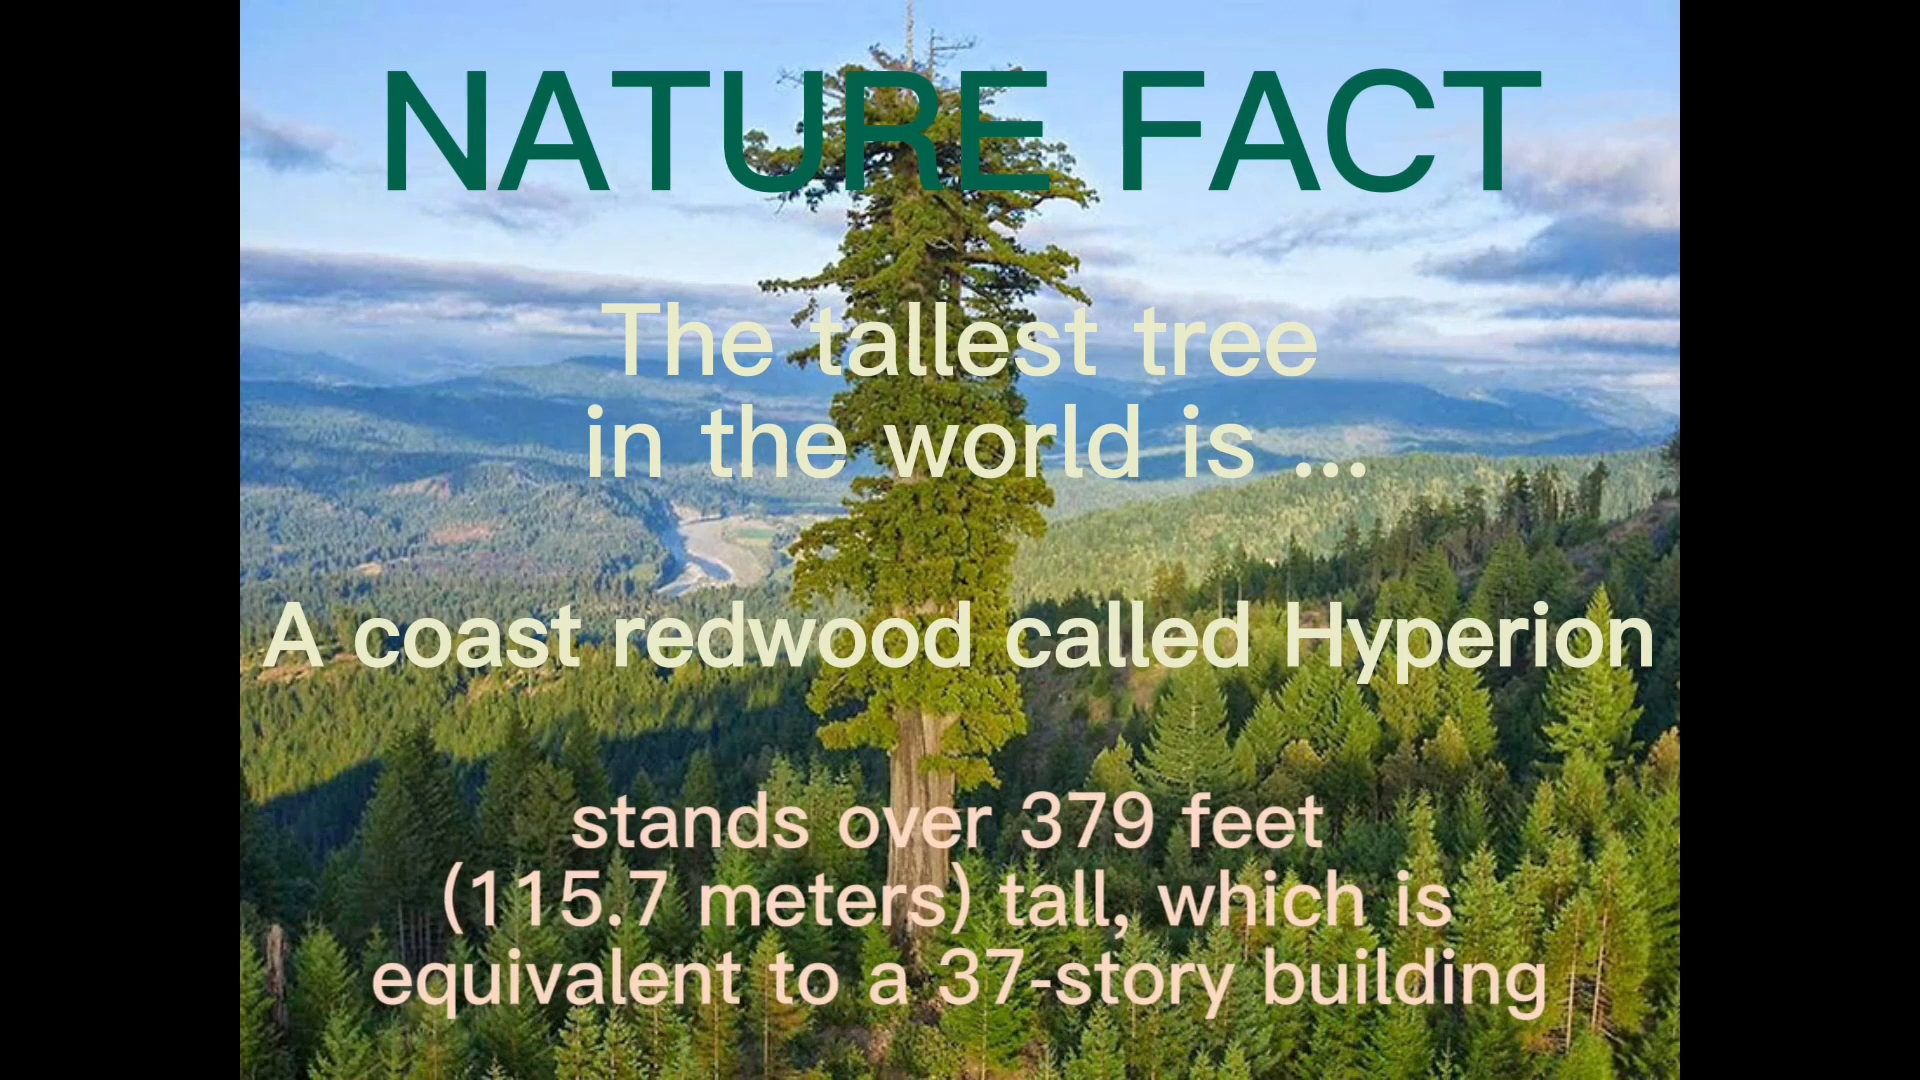 NATURE FACT
The tallest tree
in the world is ...
A coast redwood called Hyperion
stands over 379 feet
(115.7 meters) tall, which is
equivalent to a 37-story building